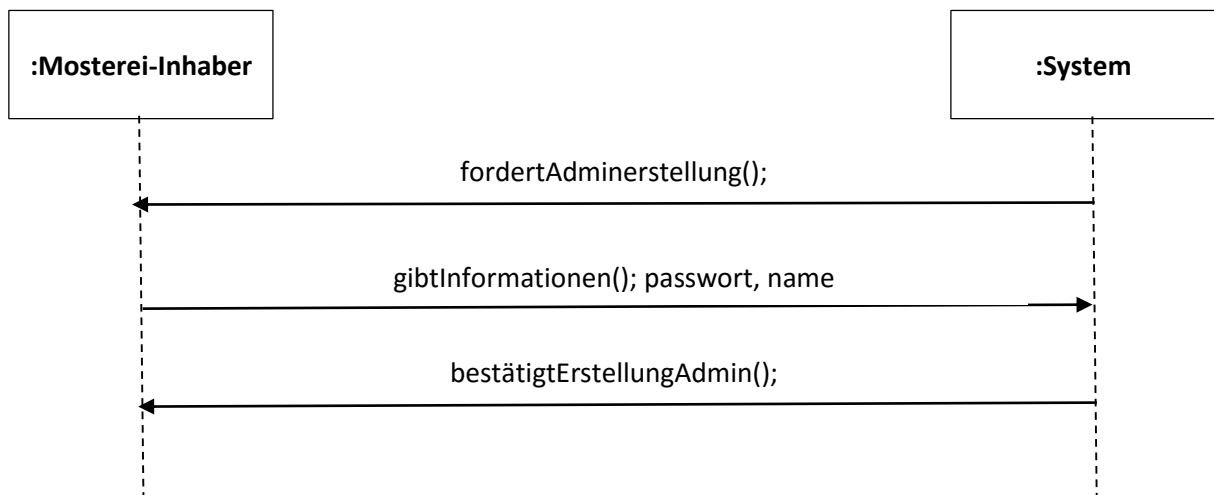 :Mosterei-Inhaber
:System
fordertAdminerstellung();
gibtInformationen(); passwort, name
bestätigtErstellungAdmin();